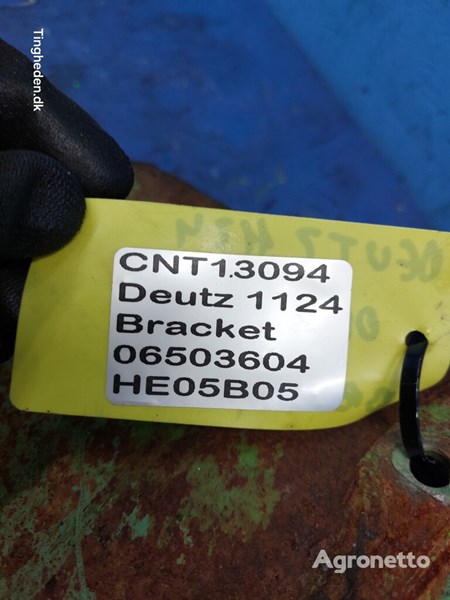 Tingheden.dk
CNT13094
Deutz 1124
Bracket
06503604
HE05B05
Agronetto